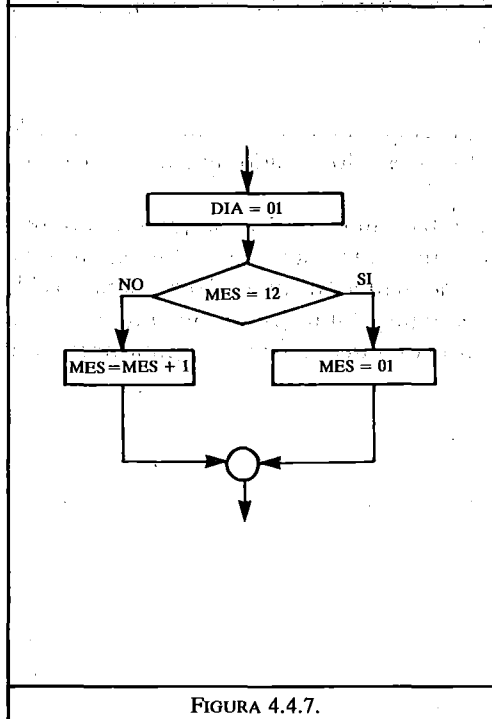 DIA = 01
NO
SI
MES = 12
MES=MES + 1
MES = 01
FIGURA 4.4.7.